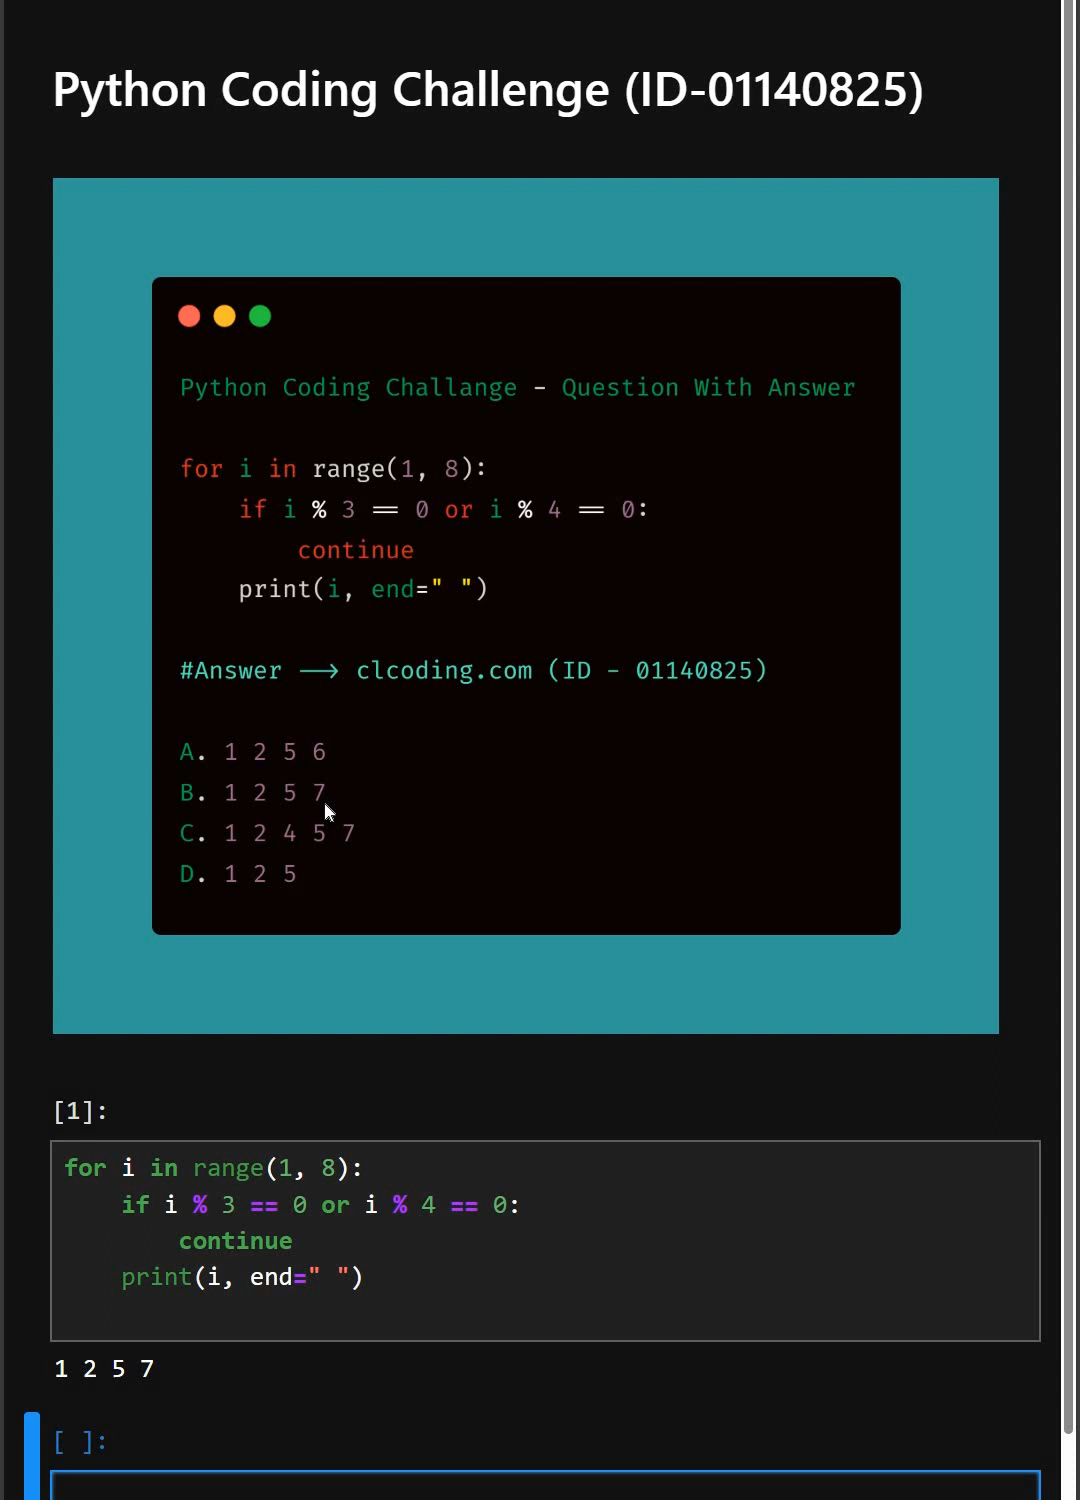 Python Coding Challenge (ID-01140825)
Python Coding Challange - Question With Answer
for i in range(1, 8):
    if i % 3 == 0 or i % 4 == 0:
        continue
    print(i, end=" ")
#Answer --> clcoding.com (ID - 01140825)
A. 1 2 5 6
B. 1 2 5 7
C. 1 2 4 5 7
D. 1 2 5
[1]:
for i in range(1, 8):
    if i % 3 == 0 or i % 4 == 0:
        continue
    print(i, end=" ")
1 2 5 7
[ ]: